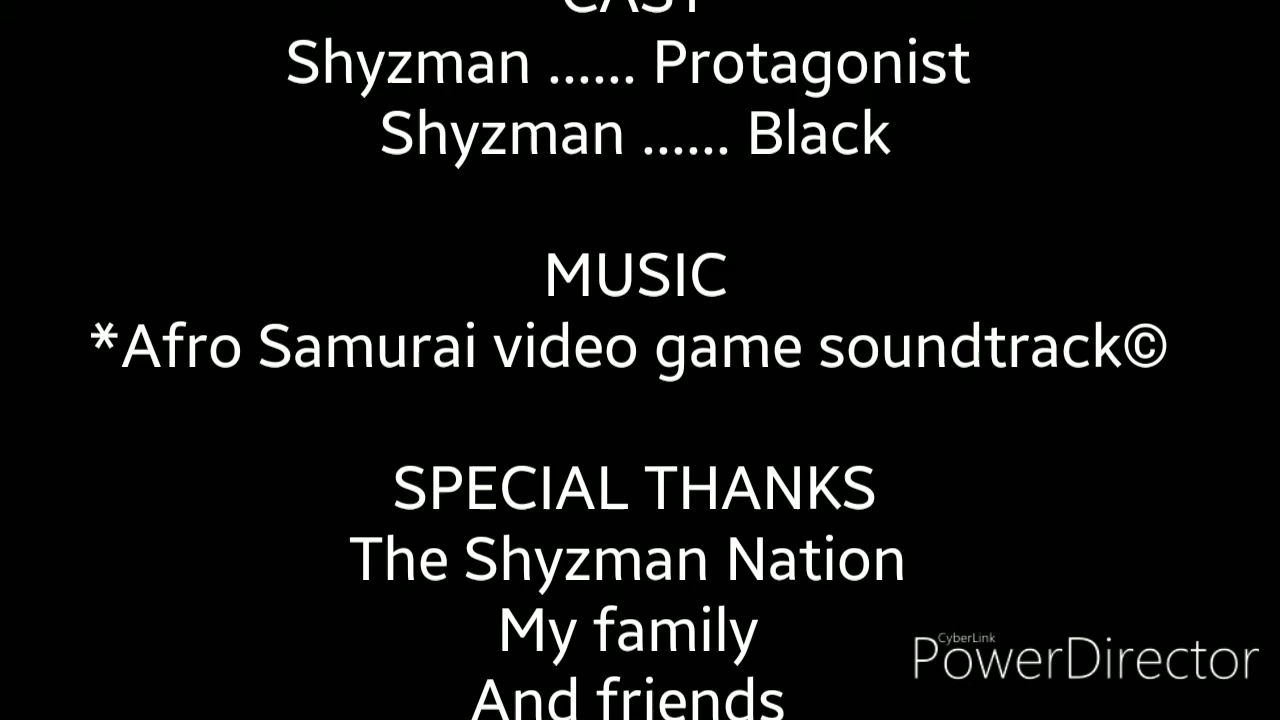 CAST
Shyzman ...... Protagonist
Shyzman ...... Black
MUSIC
*Afro Samurai video game soundtrack©
SPECIAL THANKS
The Shyzman Nation
My family
And friends
CyberLink
PowerDirector